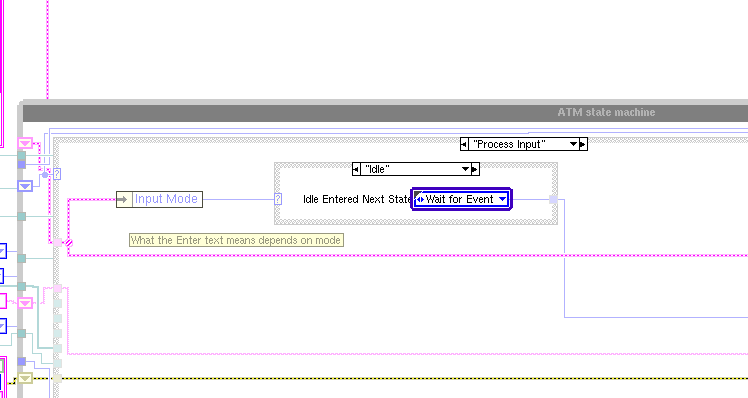 ATM state machine
"Process Input"
"Idle"
Input Mode
?
?
Idle Entered Next State
Wait for Event
What the Enter text means depends on mode